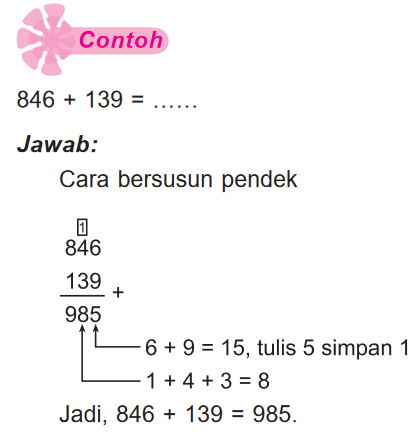 Contoh
846 + 139 = ......
Jawab:
Cara bersusun pendek
1
846
139 +
985
6 + 9 = 15, tulis 5 simpan 1
1 + 4 + 3 = 8
Jadi, 846 + 139 = 985.